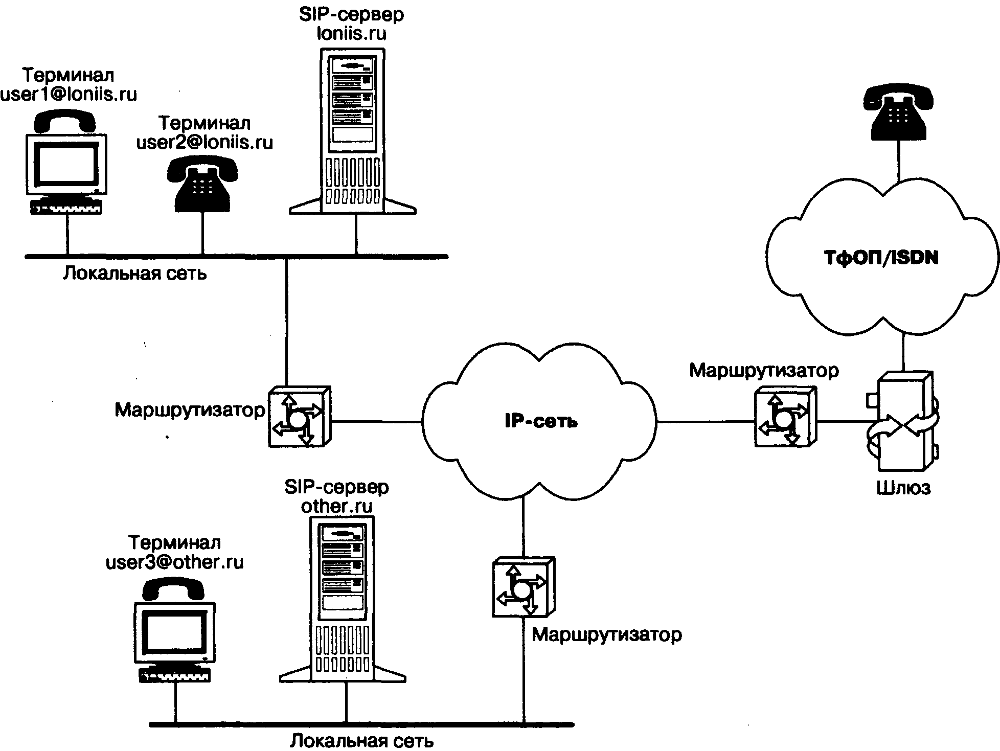 SIP-сервер
loniis.ru
Терминал
user1@loniis.ru
Терминал
user2@loniis.ru
Локальная сеть
ТфОП/ISDN
Маршрутизатор
Маршрутизатор
IP-сеть
Шлюз
SIP-сервер
other.ru
Терминал
user3@other.ru
Маршрутизатор
Локальная сеть